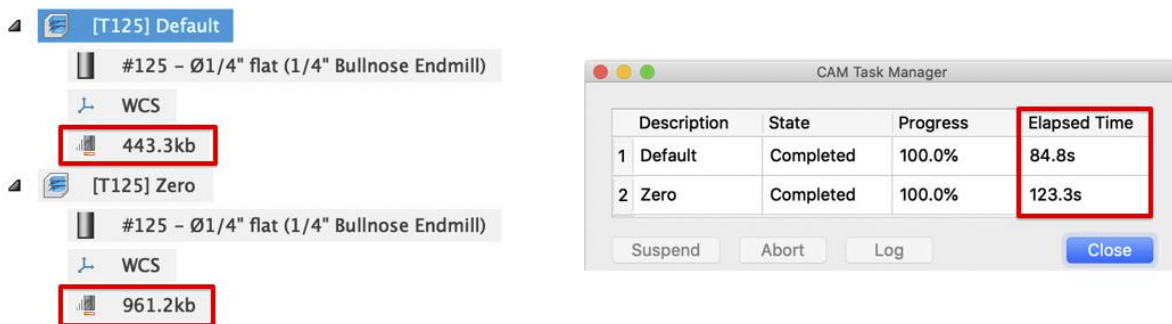 [T125] Default
#125 – Ø1/4" flat (1/4" Bullnose Endmill)
WCS
443.3kb
[T125] Zero
#125 – Ø1/4" flat (1/4" Bullnose Endmill)
WCS
961.2kb
CAM Task Manager
Description State Progress Elapsed Time
1 Default Completed 100.0% 84.8s
2 Zero Completed 100.0% 123.3s
Suspend Abort Log Close